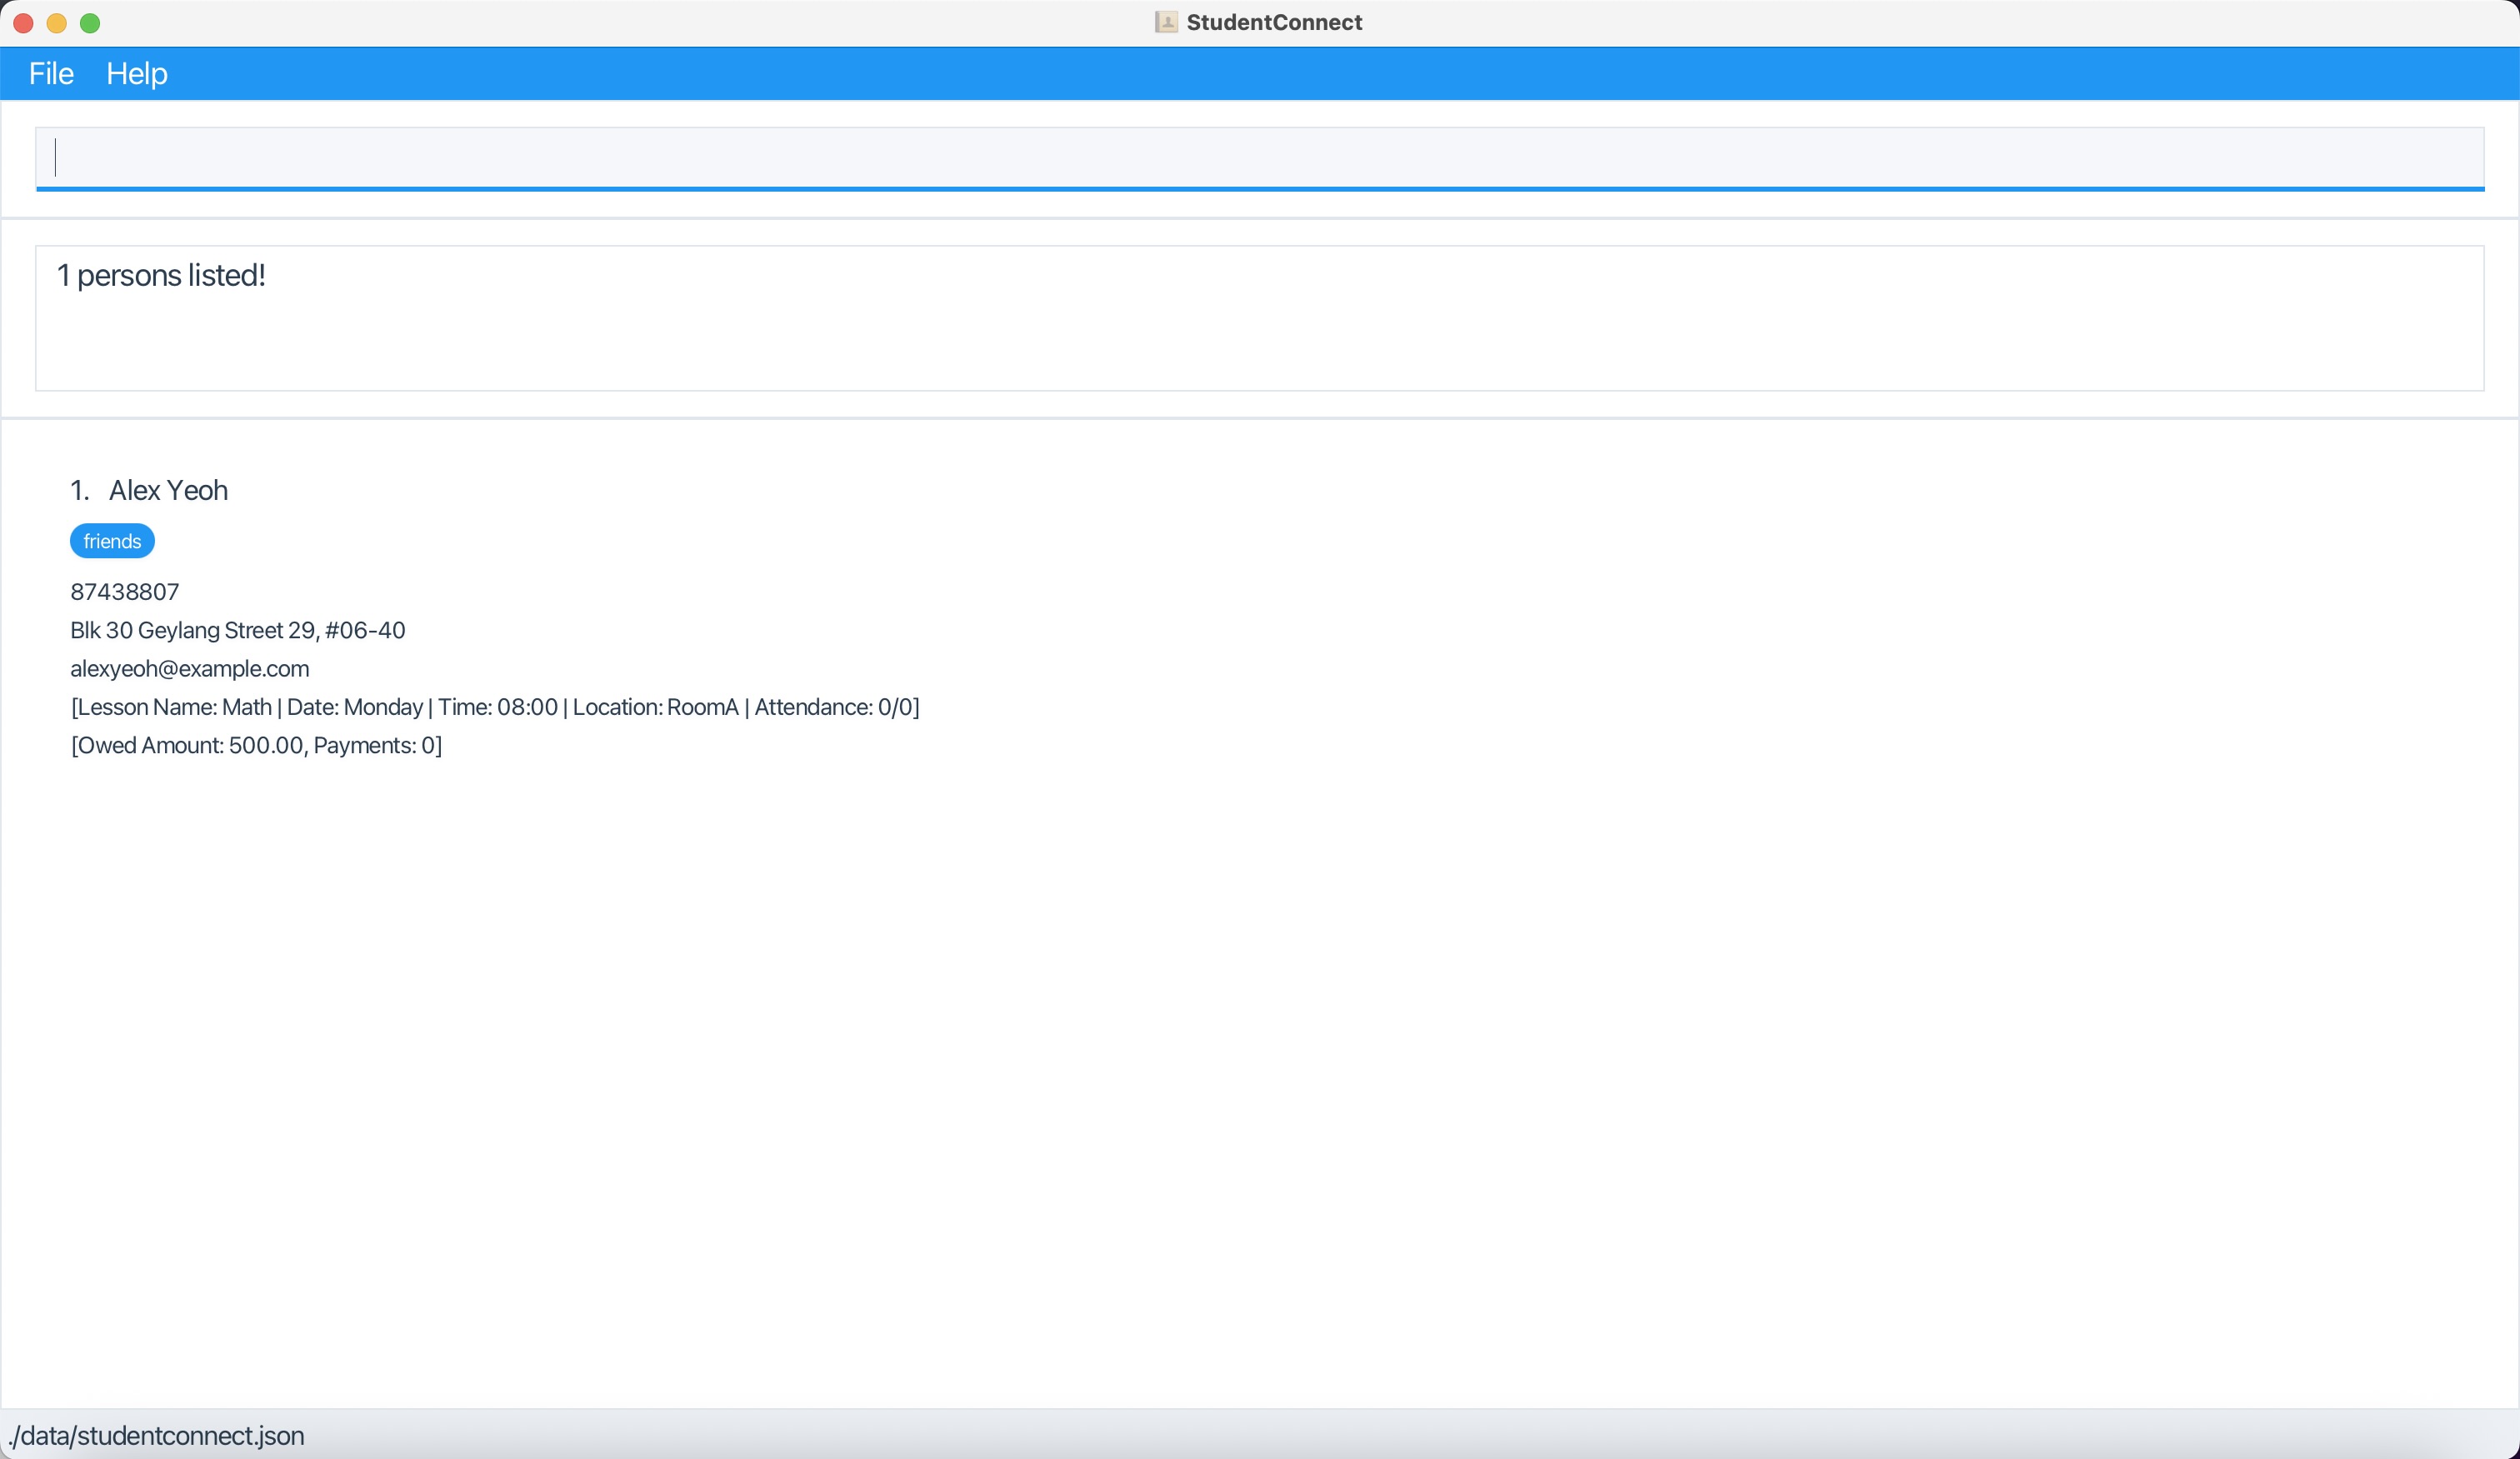 StudentConnect
File Help
1 persons listed!
1. Alex Yeoh
friends
87438807
Blk 30 Geylang Street 29, #06-40
alexyeoh@example.com
[Lesson Name: Math | Date: Monday | Time: 08:00 | Location: RoomA | Attendance: 0/0]
[Owed Amount: 500.00, Payments: 0]
./data/studentconnect.json